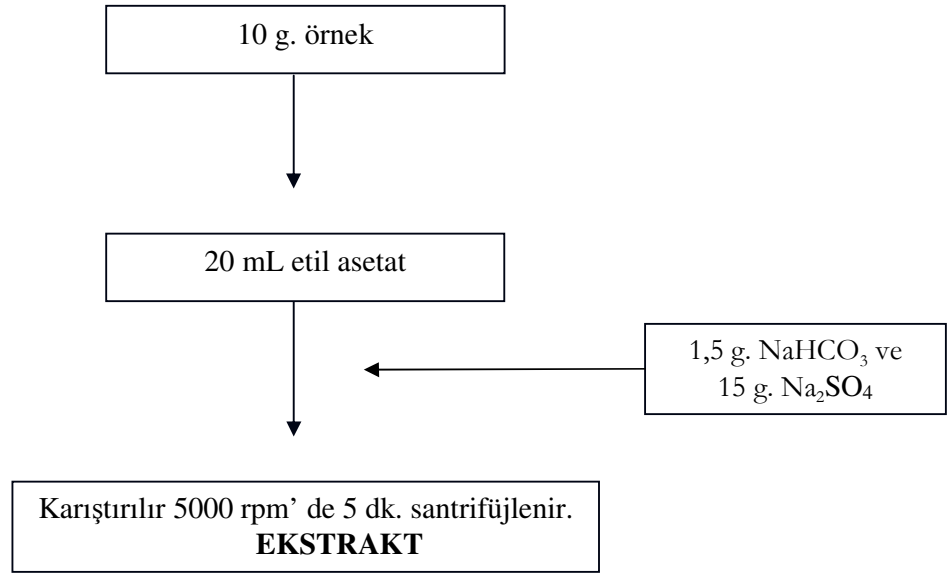 10 g. örnek
20 mL etil asetat
1,5 g. NaHCO₃ ve
15 g. Na₂SO₄
Karıştırılır 5000 rpm’ de 5 dk. santrifüjlenir.
EKSTRAKT